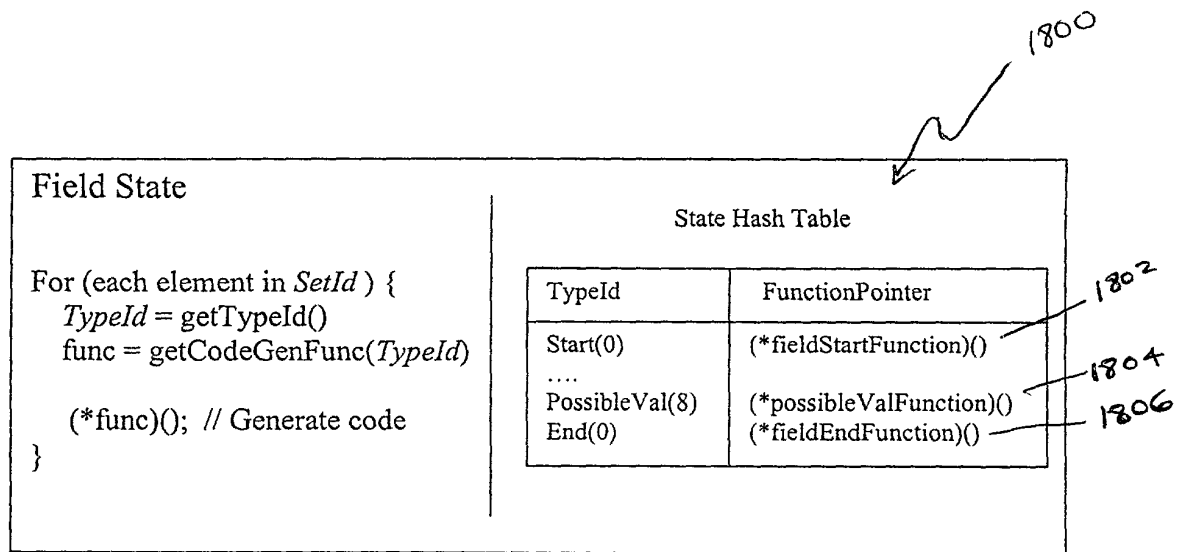 1800
Field State
For (each element in SetId ) {
TypeId = getTypeId()
func = getCodeGenFunc(TypeId)
(*func)(); // Generate code
}
State Hash Table
TypeId FunctionPointer
Start(0) (*fieldStartFunction)() 1802
....
PossibleVal(8) (*possibleValFunction)() 1804
End(0) (*fieldEndFunction)() 1806